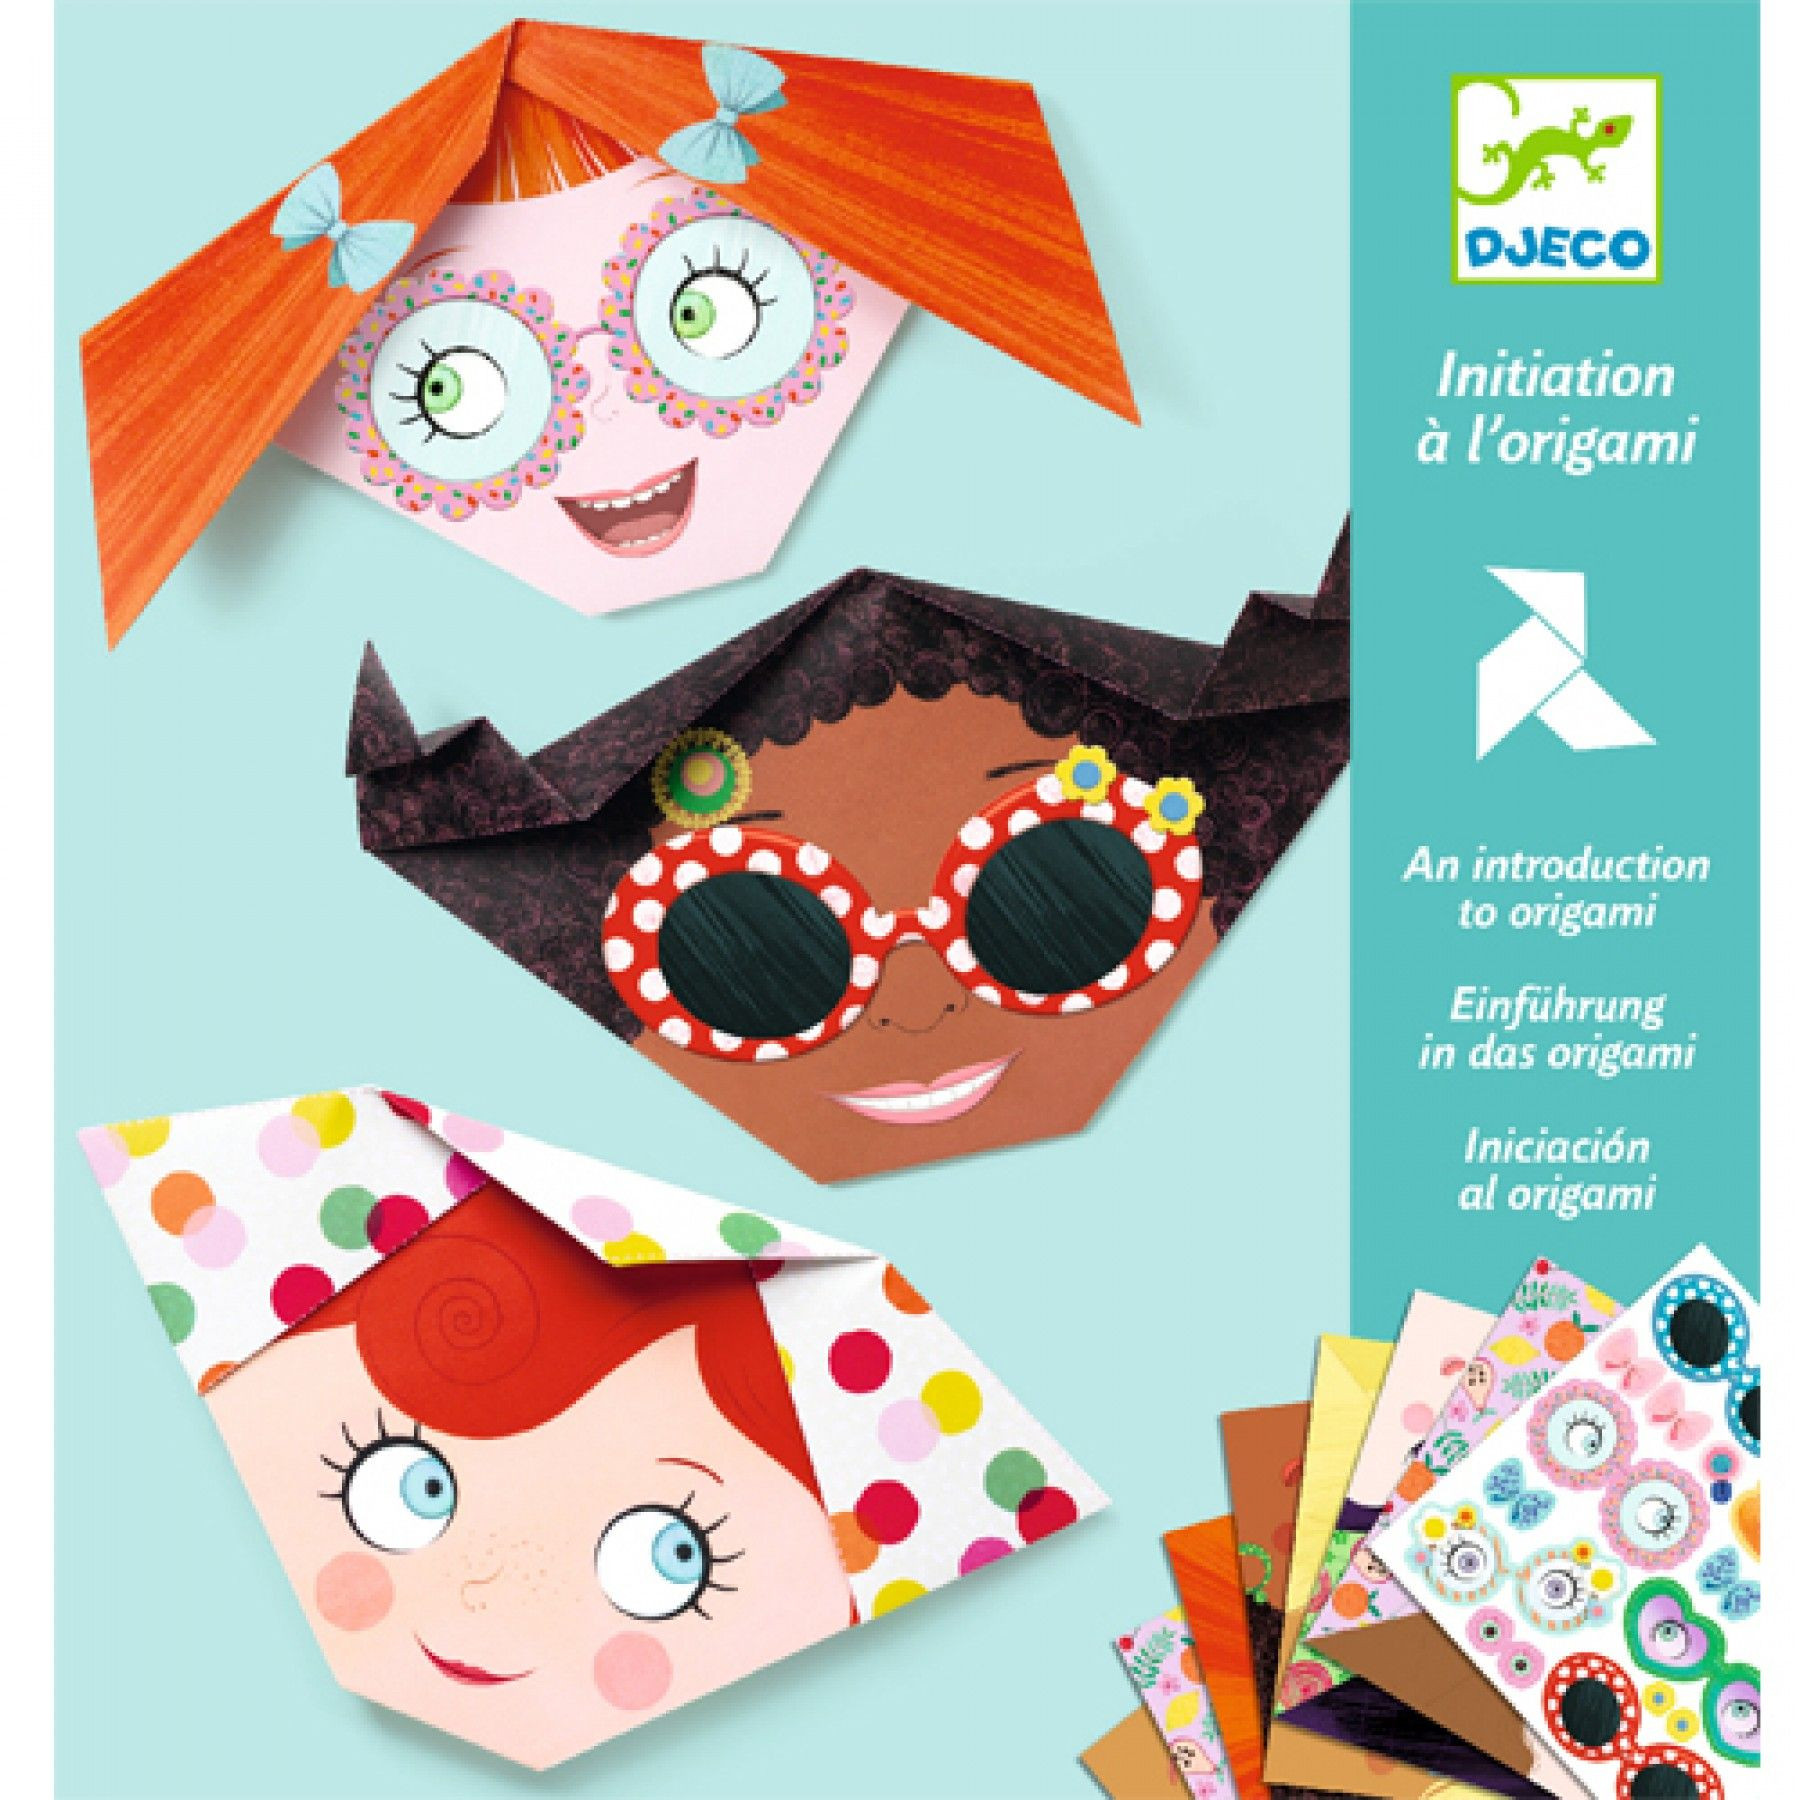 DJECO
Initiation
à l'origami
An introduction
to origami
Einführung
in das origami
Iniciación
al origami